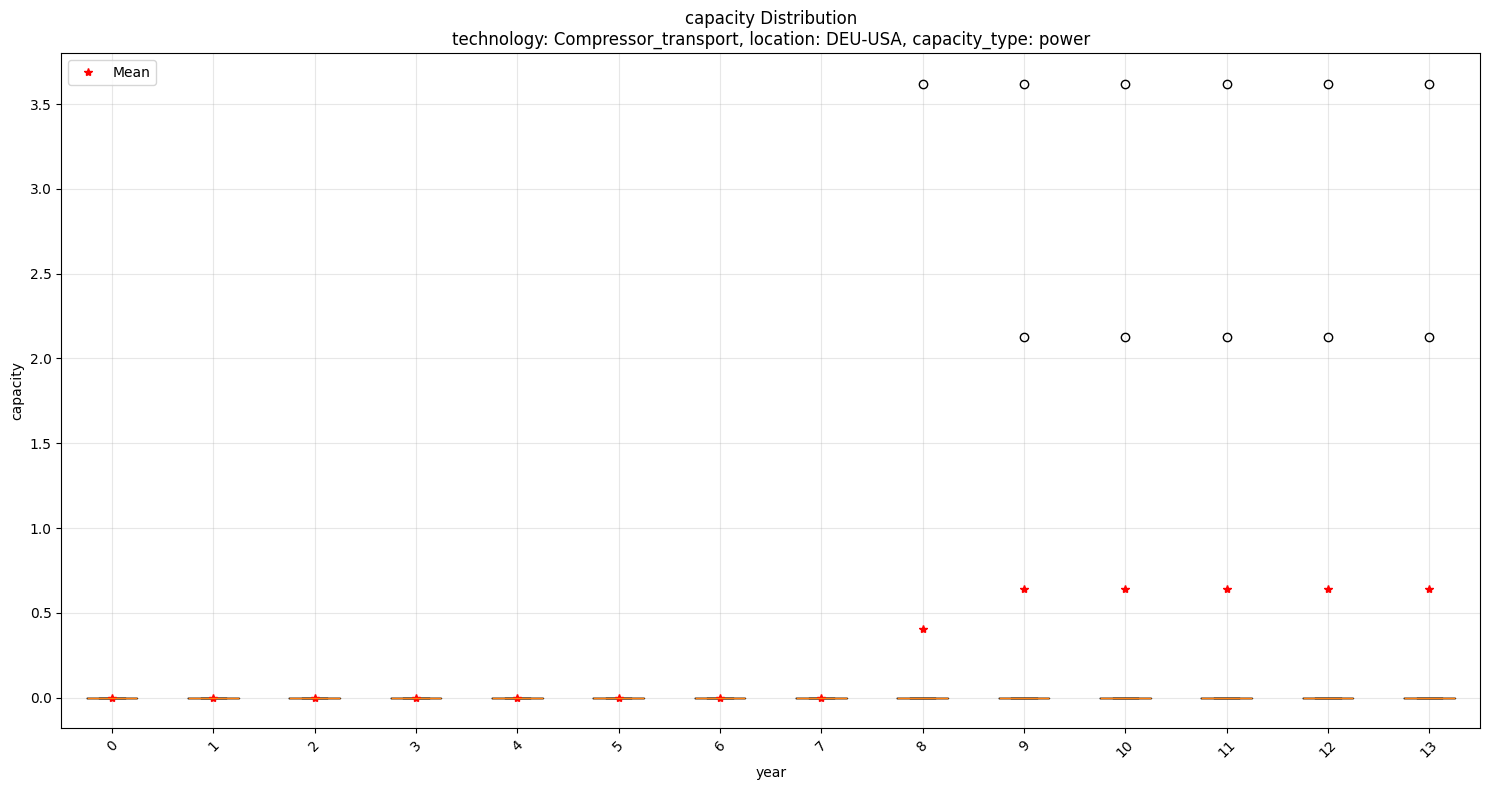 capacity Distribution
technology: Compressor_transport, location: DEU-USA, capacity_type: power
Mean
3.5
3.0
2.5
2.0
1.5
1.0
0.5
0.0
capacity
0 1 2 3 4 5 6 7 8 9 10 11 12 13
year